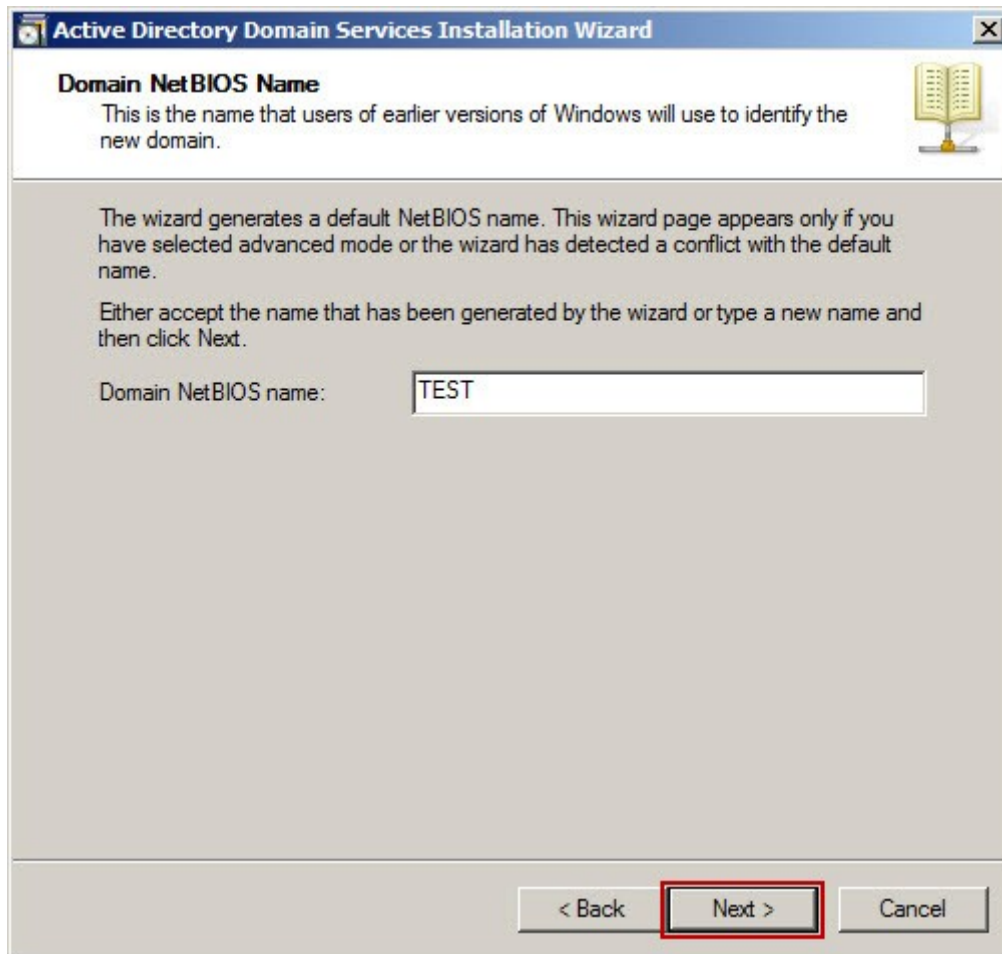 Active Directory Domain Services Installation Wizard
Domain NetBIOS Name
This is the name that users of earlier versions of Windows will use to identify the
new domain.
The wizard generates a default NetBIOS name. This wizard page appears only if you
have selected advanced mode or the wizard has detected a conflict with the default
name.
Either accept the name that has been generated by the wizard or type a new name and
then click Next.
Domain NetBIOS name:
TEST
< Back
Next >
Cancel